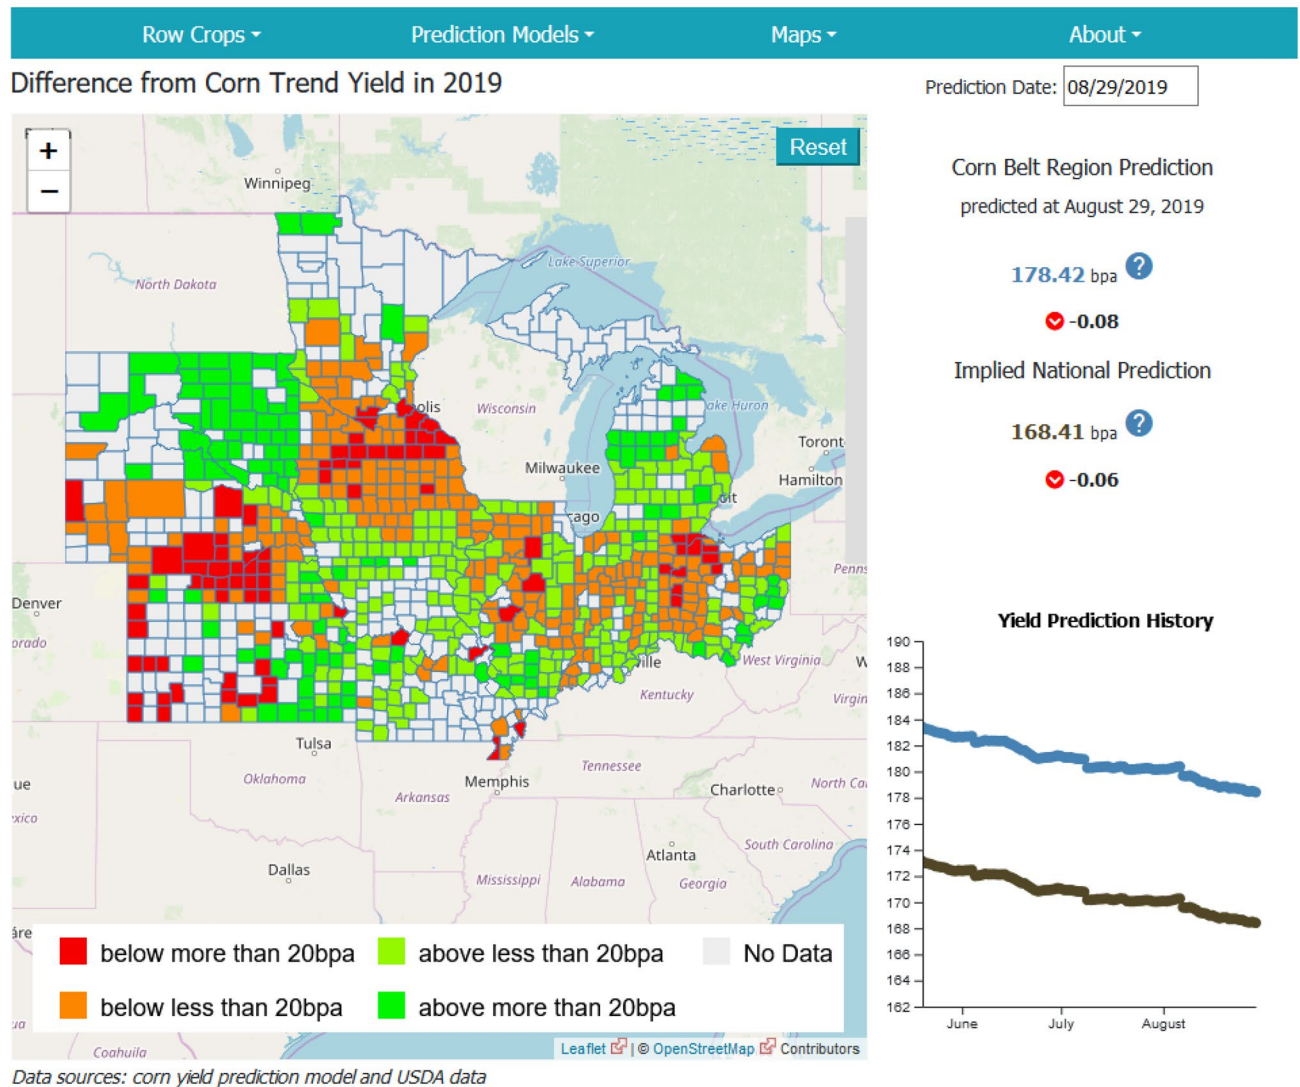 Row Crops
Prediction Models
Maps
About
Difference from Corn Trend Yield in 2019
Prediction Date: 08/29/2019
+
−
Reset
Winnipeg
Lake Superior
North Dakota
olis
Wisconsin
ake Huron
Toront
Milwaukee
Hamilton
oit
cago
Penns
Denver
orado
ville
West Virginia
W
Kentucky
Virgin
Tulsa
Tennessee
Oklahoma
Memphis
ue
Arkansas
Charlotte
North Ca
xico
South Carolina
Atlanta
Dallas
Mississippi
Alabama
Georgia
áre
below more than 20bpa
above less than 20bpa
No Data
below less than 20bpa
above more than 20bpa
ua
Coahuila
Leaflet | © OpenStreetMap Contributors
Data sources: corn yield prediction model and USDA data
Corn Belt Region Prediction
predicted at August 29, 2019
178.42 bpa ?
-0.08
Implied National Prediction
168.41 bpa ?
-0.06
Yield Prediction History
190
188
186
184
182
180
178
176
174
172
170
168
166
164
162
June
July
August